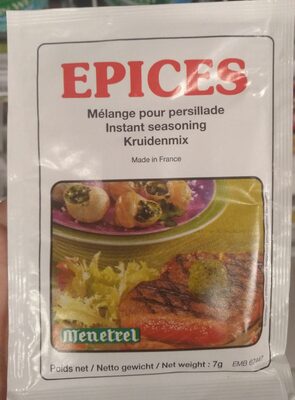 EPICES
Mélange pour persillade
Instant seasoning
Kruidenmix
Made in France
Menetrel
Poids net / Netto gewicht / Net weight : 7g